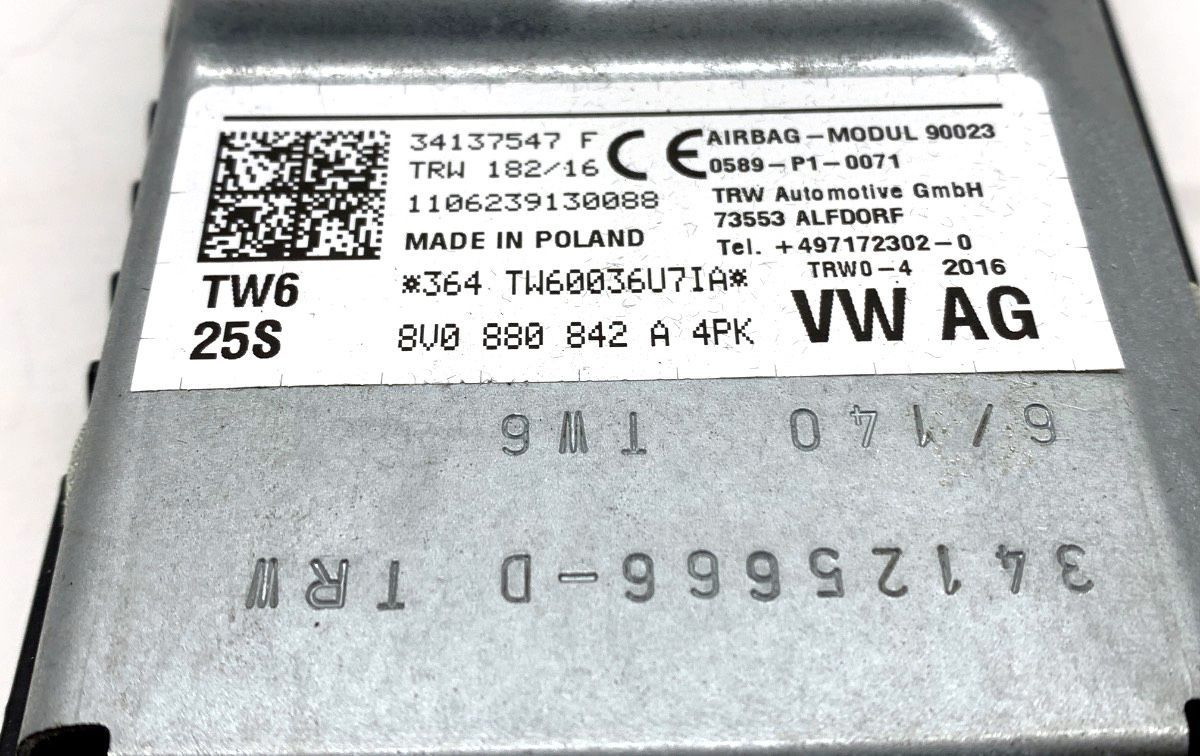 34137547 F
TRW 182/16
1106239130088
MADE IN POLAND
CE
AIRBAG-MODUL 90023
0589-P1-0071
TRW Automotive GmbH
73553 ALFDORF
Tel. +497172302-0
TRW0-4 2016
TW6
25S
*364 TW60036U7IA*
8V0 880 842 A 4PK
VW AG
34125666-D TRW
6/140 TW6